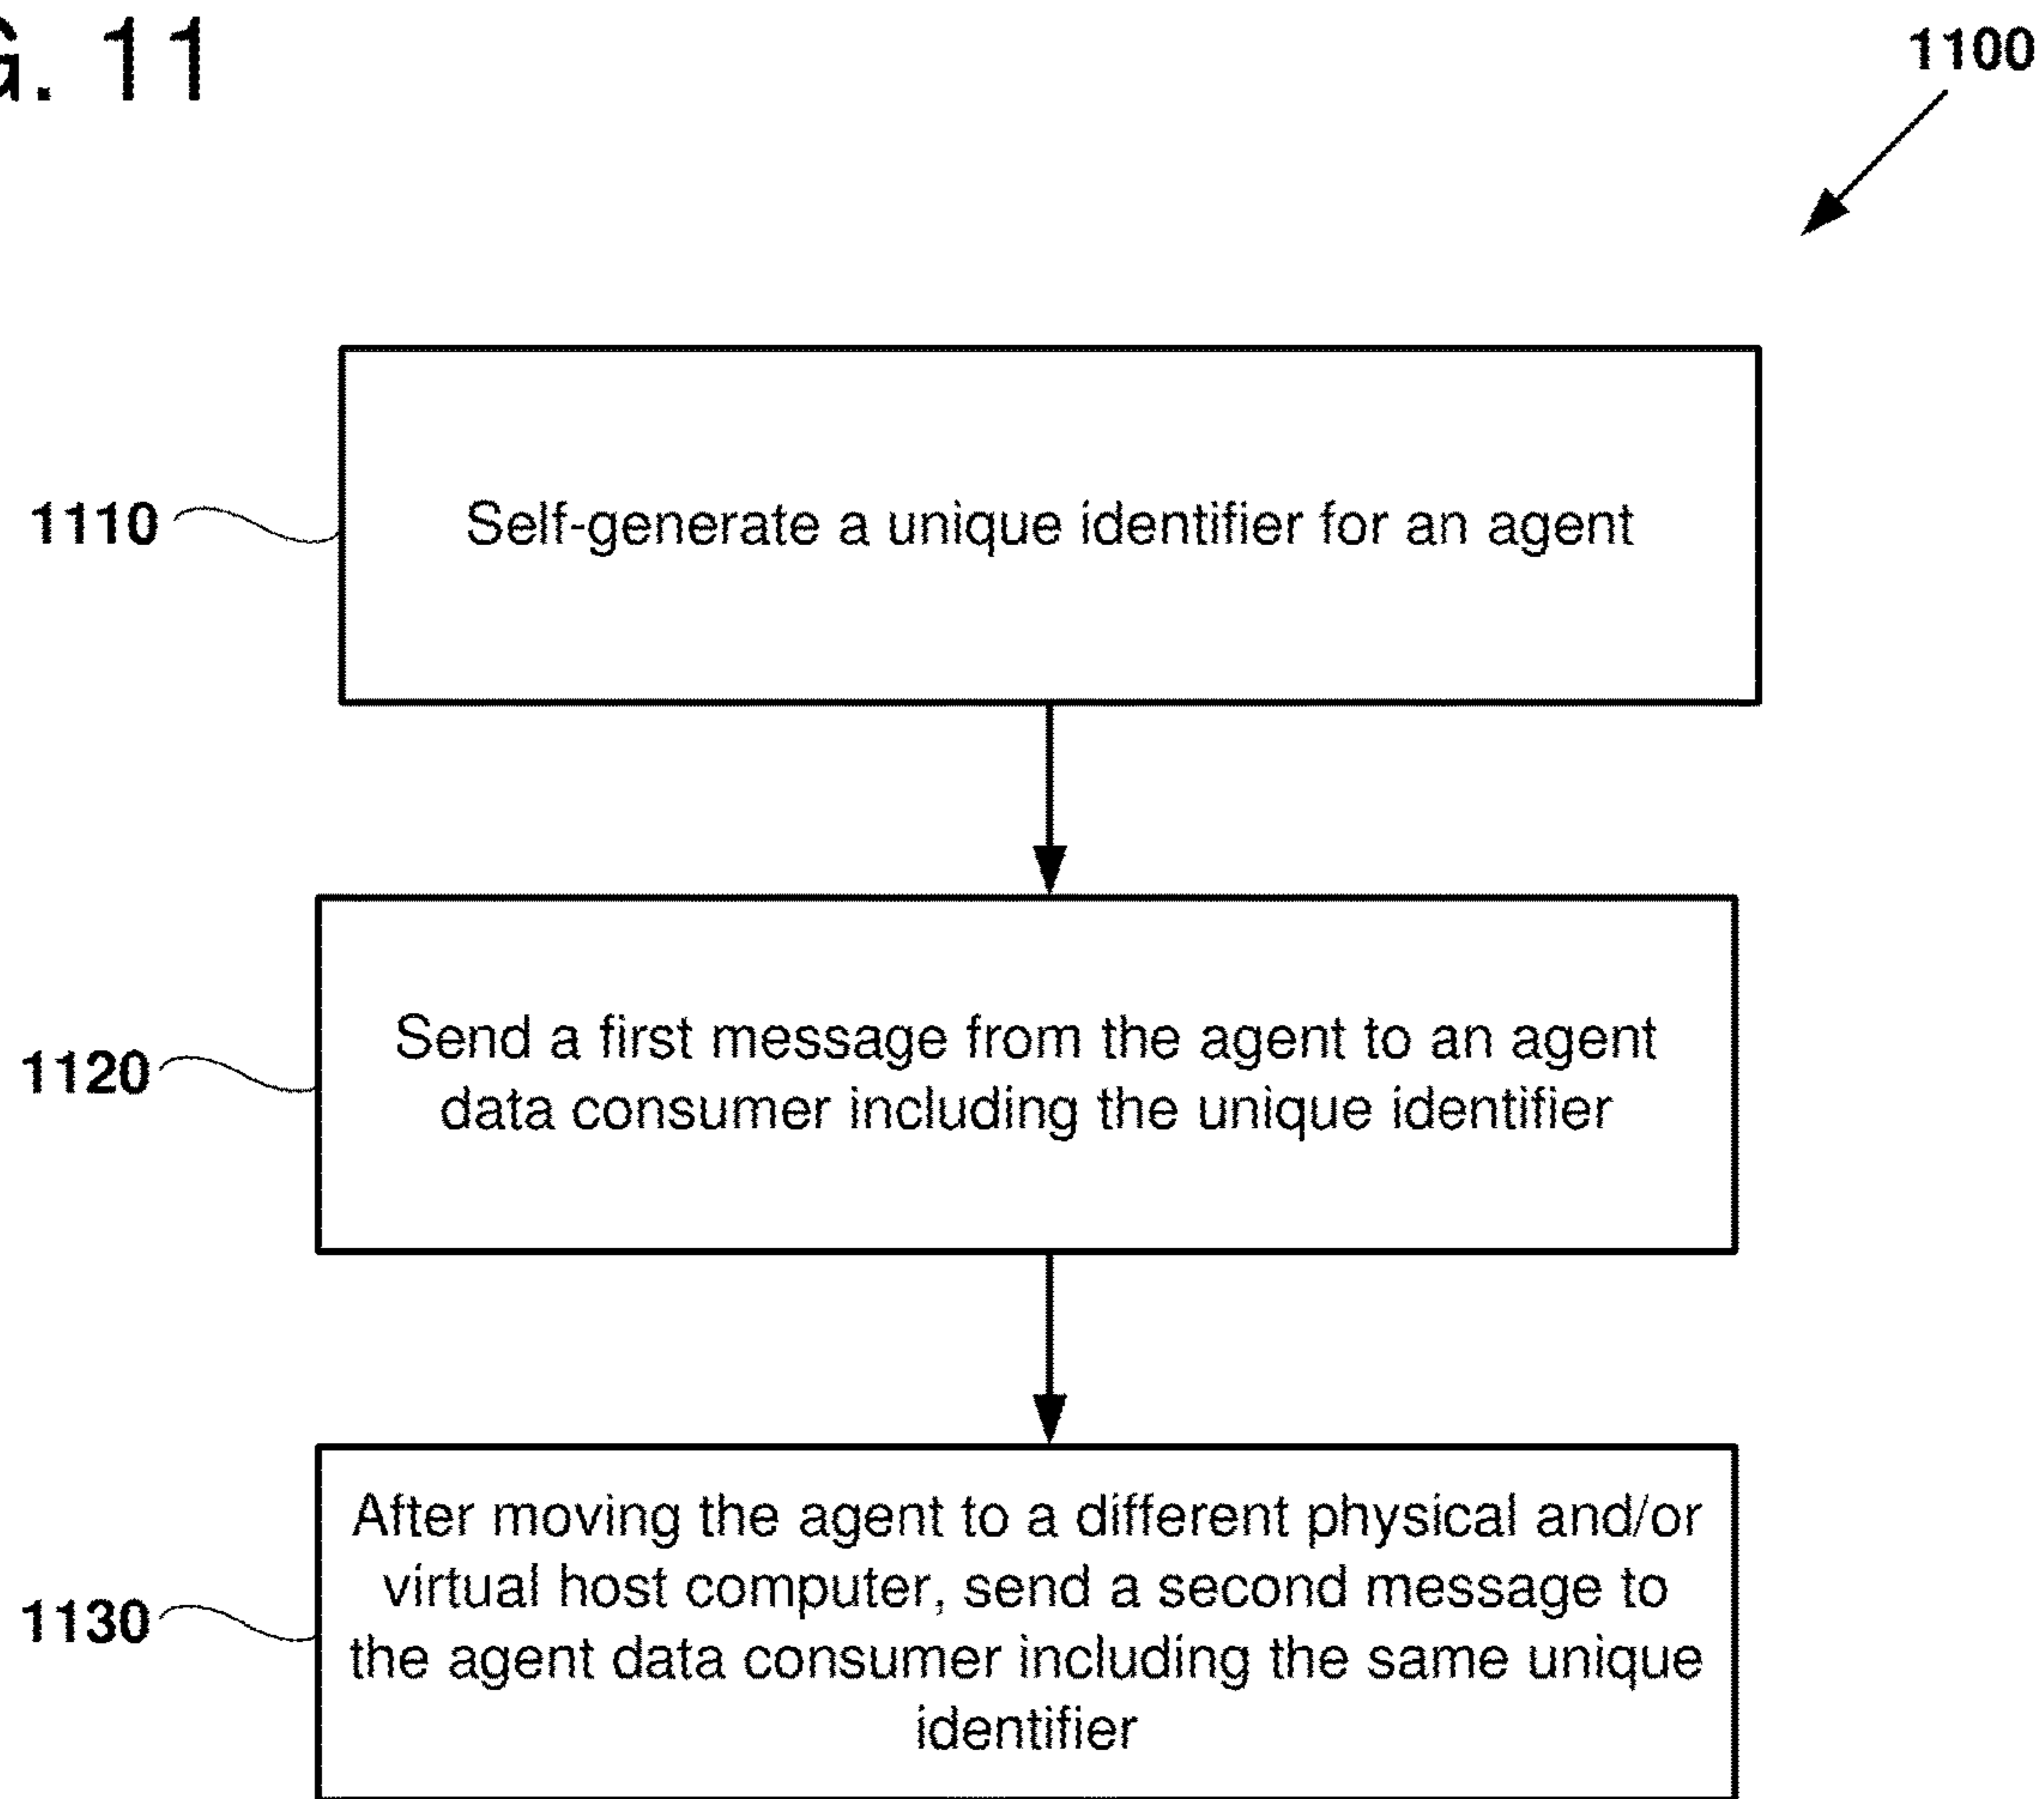 G. 11
1100
1110
Self-generate a unique identifier for an agent
1120
Send a first message from the agent to an agent
data consumer including the unique identifier
1130
After moving the agent to a different physical and/or
virtual host computer, send a second message to
the agent data consumer including the same unique
identifier